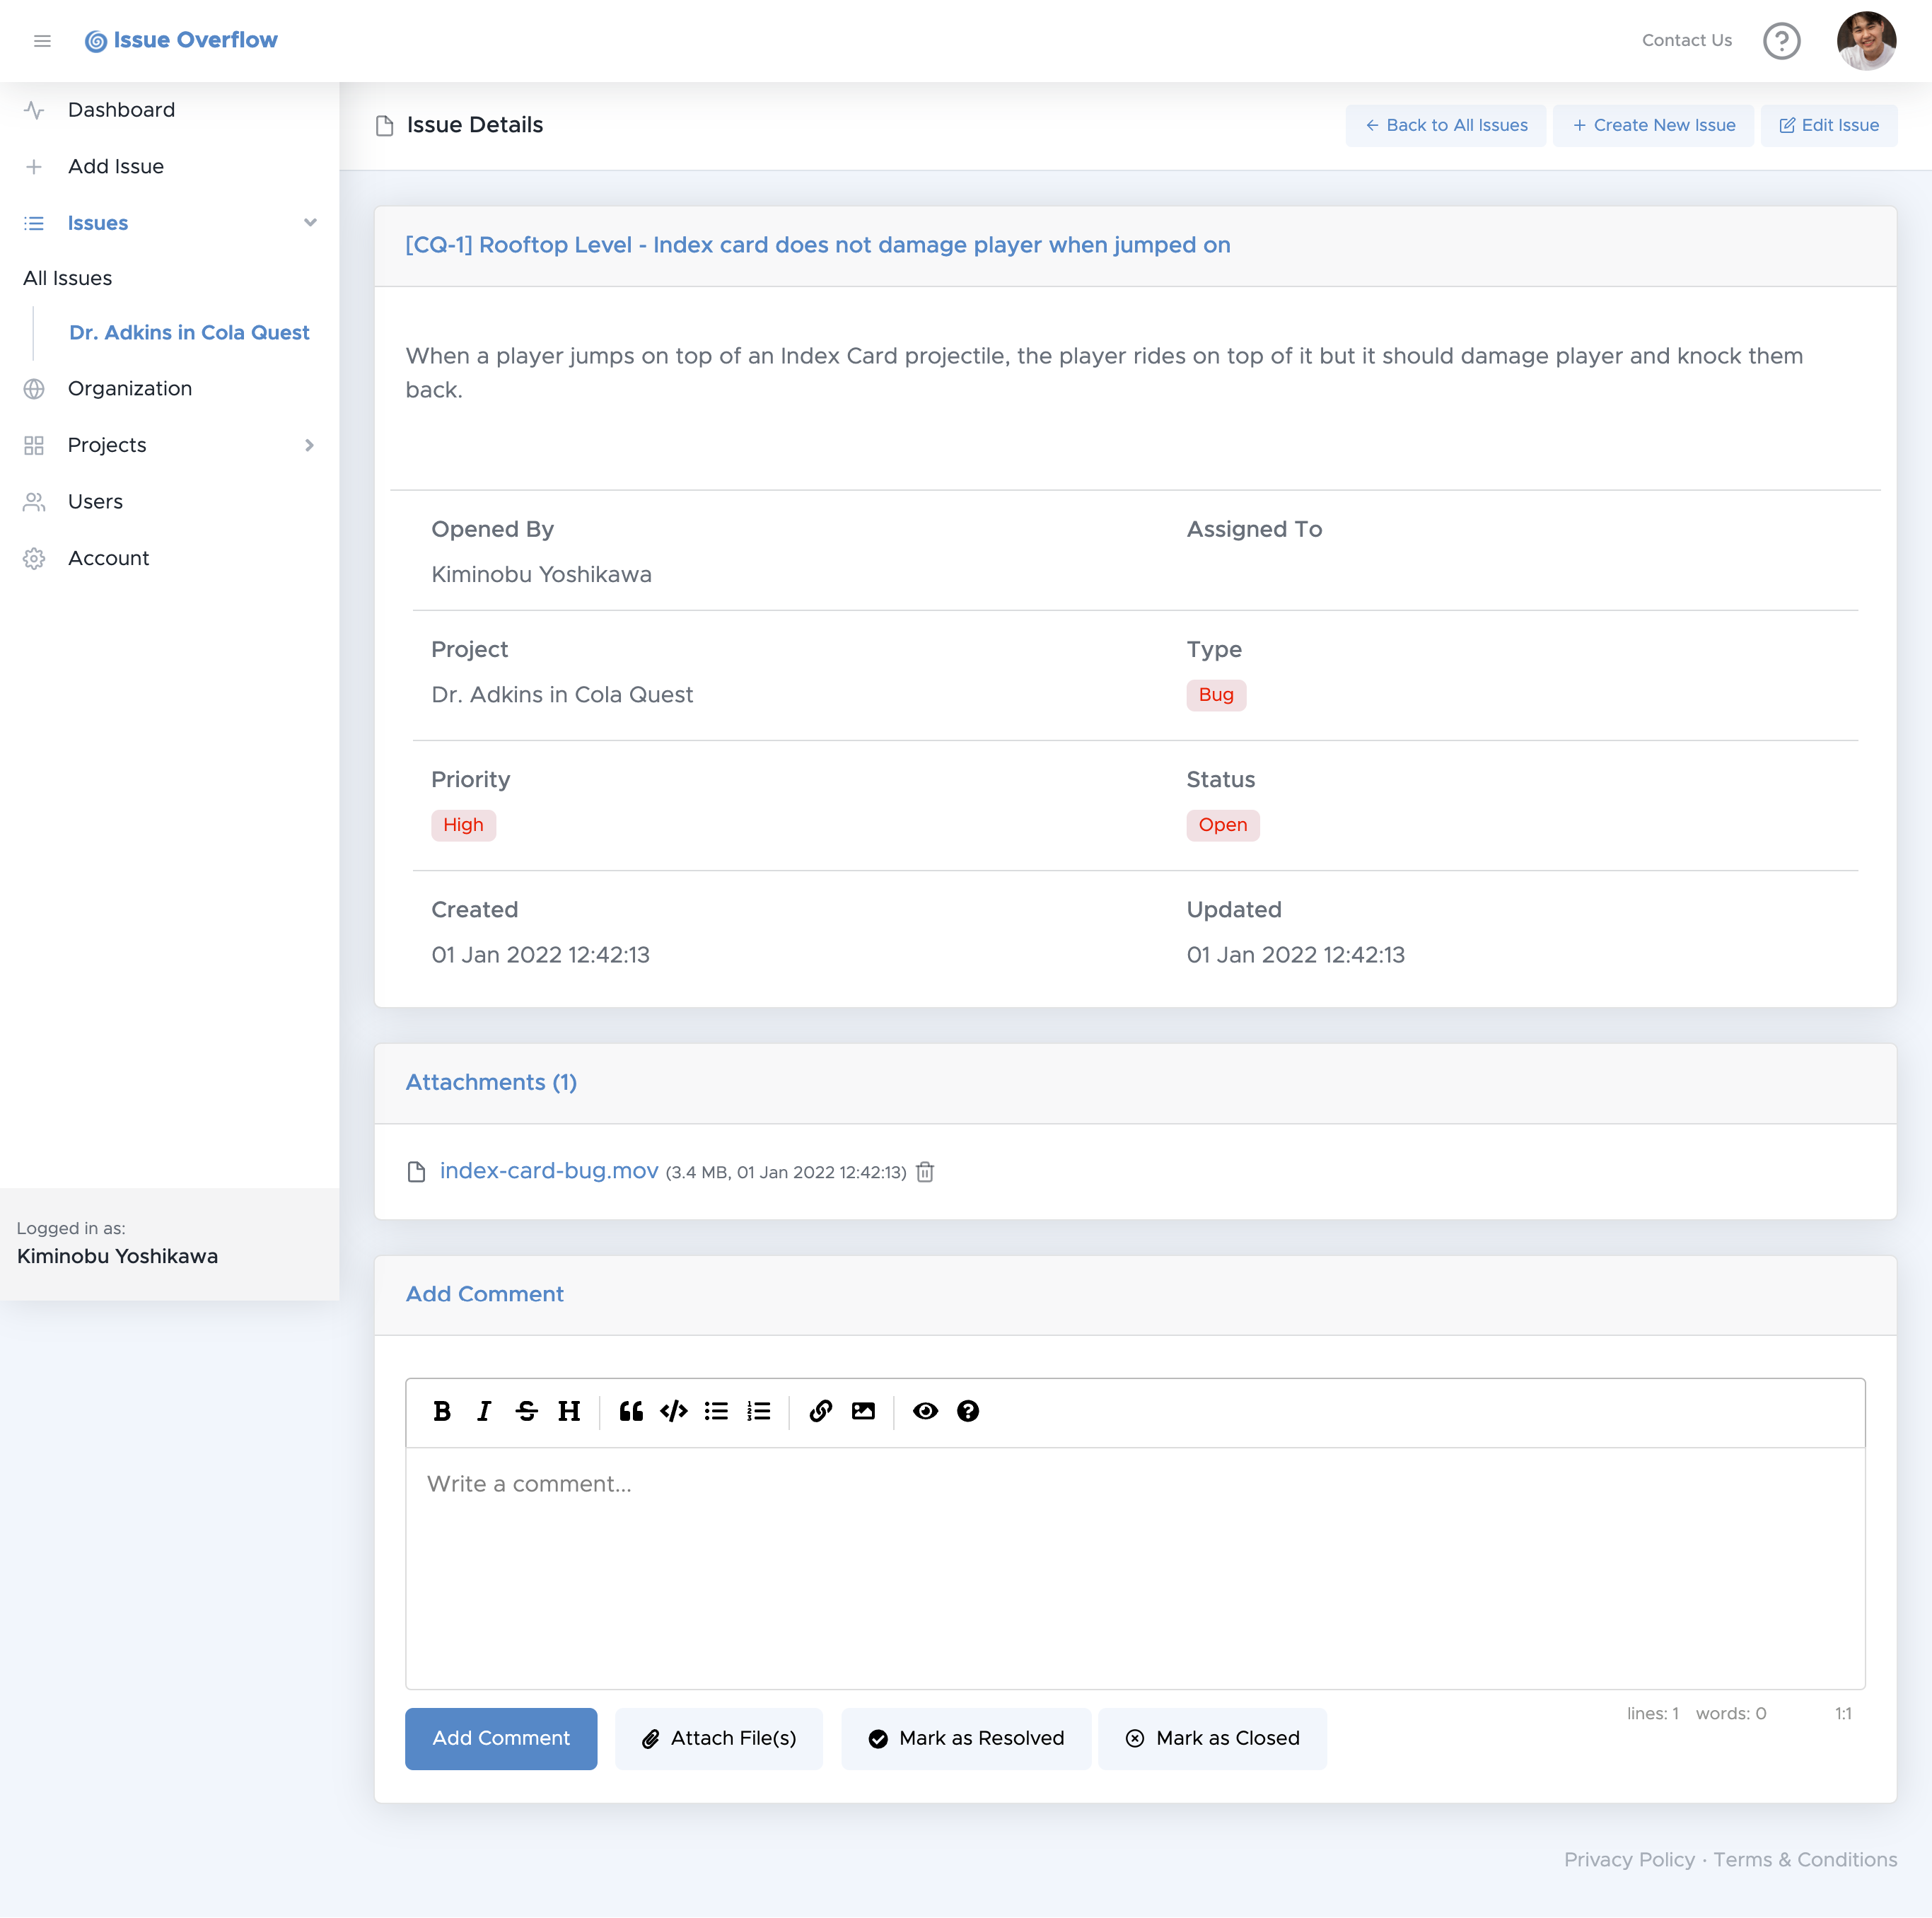 Issue Overflow
Contact Us
Dashboard
Add Issue
Issues
All Issues
Dr. Adkins in Cola Quest
Organization
Projects
Users
Account
Logged in as:
Kiminobu Yoshikawa
Issue Details
Back to All Issues
Create New Issue
Edit Issue
[CQ-1] Rooftop Level - Index card does not damage player when jumped on
When a player jumps on top of an Index Card projectile, the player rides on top of it but it should damage player and knock them
back.
Opened By
Assigned To
Kiminobu Yoshikawa
Project
Type
Dr. Adkins in Cola Quest
Bug
Priority
Status
High
Open
Created
Updated
01 Jan 2022 12:42:13
01 Jan 2022 12:42:13
Attachments (1)
index-card-bug.mov (3.4 MB, 01 Jan 2022 12:42:13)
Add Comment
Write a comment...
lines: 1 words: 0 1:1
Add Comment
Attach File(s)
Mark as Resolved
Mark as Closed
Privacy Policy · Terms & Conditions